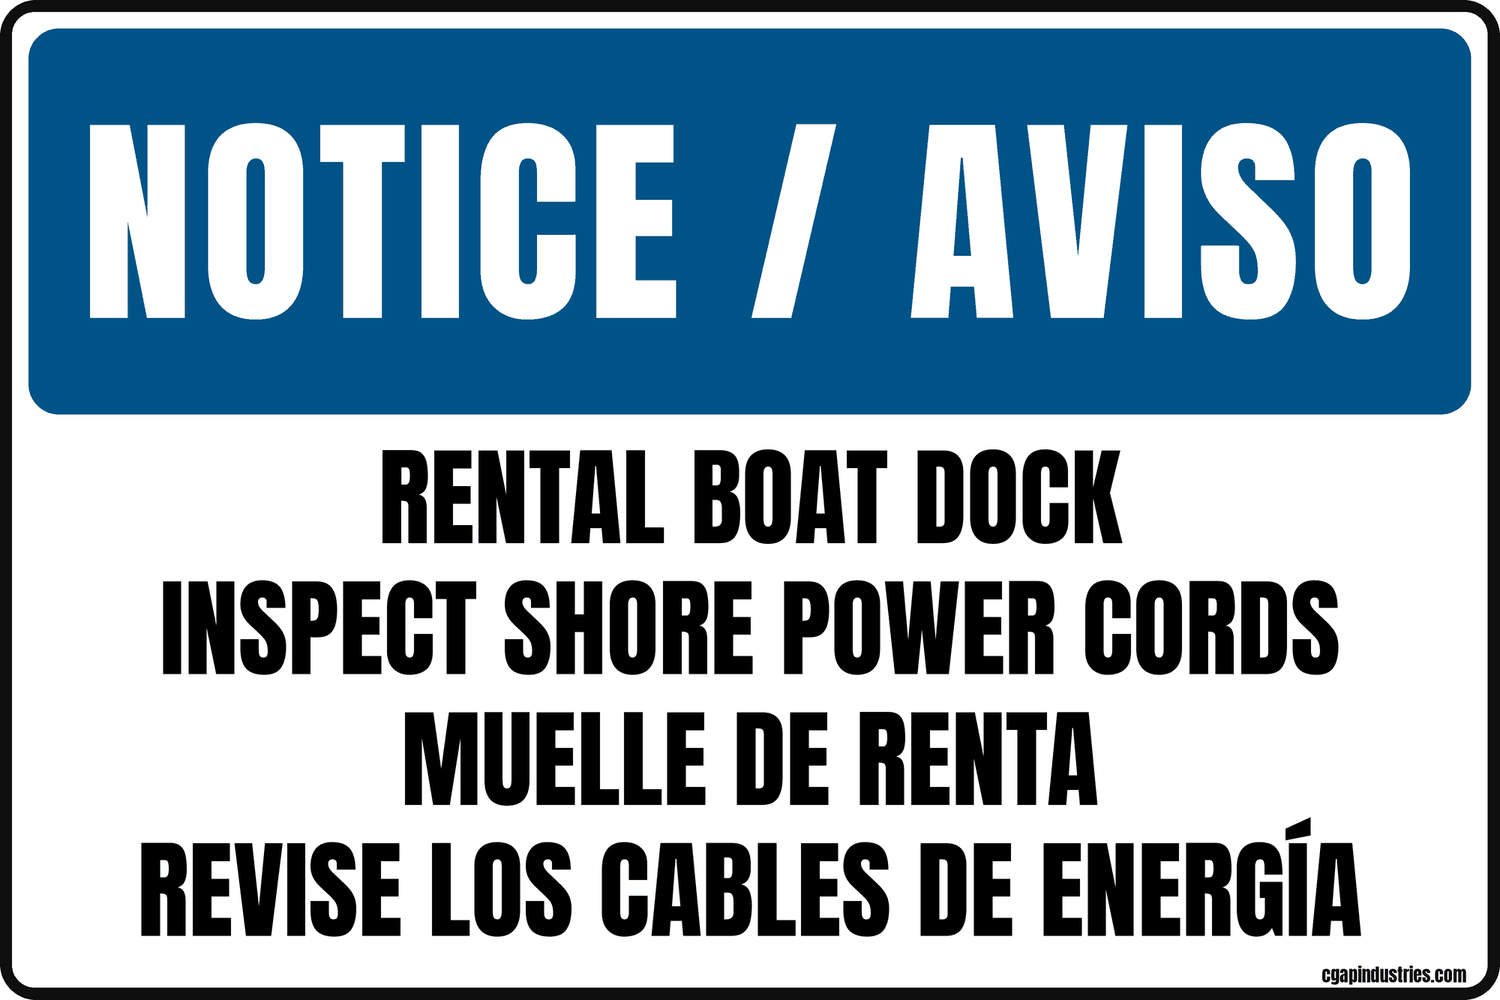 NOTICE / AVISO
RENTAL BOAT DOCK
INSPECT SHORE POWER CORDS
MUELLE DE RENTA
REVISE LOS CABLES DE ENERGÍA
cgapindustries.com